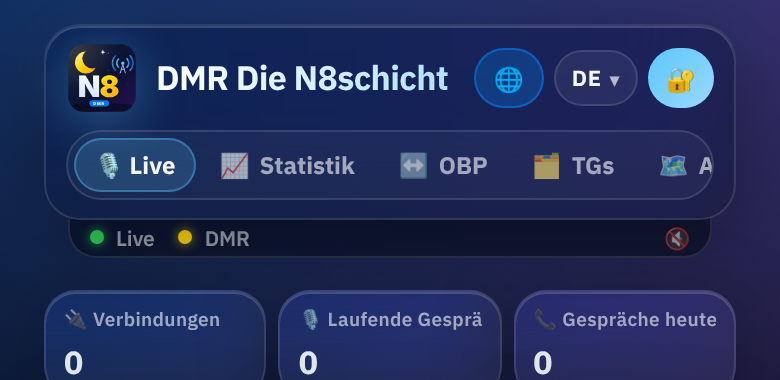 N8
DMR
DMR Die N8schicht
DE ▾
Live
Statistik
OBP
TGs
A
Live
DMR
Verbindungen
Laufende Gesprä
Gespräche heute
0
0
0